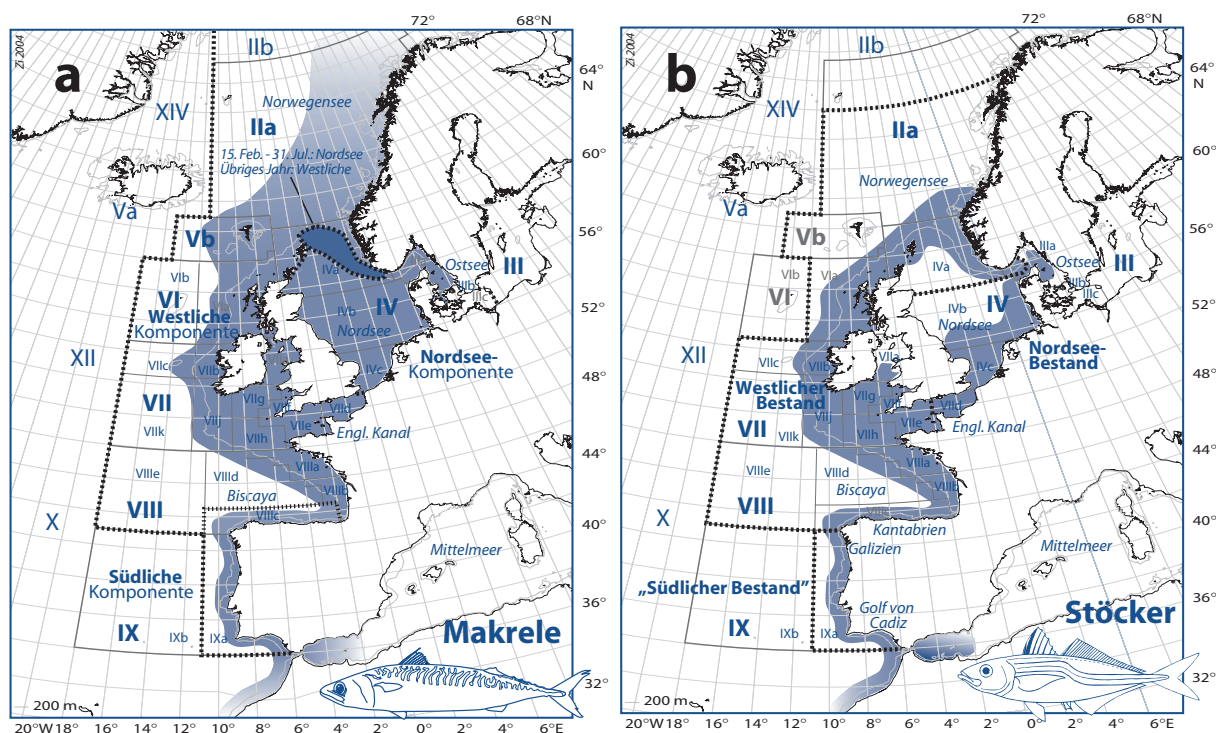 72°
68°N
ZI 2004
a
IIb
64°
N
XIV
Norwegensee
IIa
15. Feb. - 31. Jul.: Nordsee
Übriges Jahr: Westliche
60°
Va
56°
Vb
VIb
IVa
Ostsee
III
IIIb
IIIc
VI
Westliche
Komponente
IVb
IV
Nordsee
52°
XII
VIIc
VIIb
Nordsee-
Komponente
IVc
48°
VII
VIIg
VIIj
VIIf
VIId
VIIe
VIIk
VIIh
Engl. Kanal
44°
VIIIe
VIIId
VIIIa
Biscaya
VIIIb
VIII
VIIIc
X
40°
Mittelmeer
Südliche
Komponente
36°
IX
IXb
IXa
Makrele
32°
200 m
20°W
18°
16°
14°
12°
10°
8°
6°
4°
2°
0°
2°
4°
6°E
72°
68°N
ZI 2004
b
IIb
64°
N
XIV
IIa
60°
Norwegensee
Va
56°
Vb
IIIa
VIb
VIa
IVa
Ostsee
III
IIIb
IIIc
VI
IVb
IV
Nordsee
52°
XII
VIIc
VIIb
VIIa
Nordsee-
Bestand
48°
Westlicher
Bestand
VIIg
VIIj
VIIf
VIId
VII
VIIk
VIIh
VIIe
Engl. Kanal
44°
VIIIe
VIIId
VIIIa
Biscaya
VIIIb
VIII
VIIIc
X
Kantabrien
40°
Galizien
Mittelmeer
„Südlicher Bestand”
36°
Golf von
Cadiz
IX
IXb
IXa
Stöcker
32°
200 m
20°W
18°
16°
14°
12°
10°
8°
6°
4°
2°
0°
2°
4°
6°E